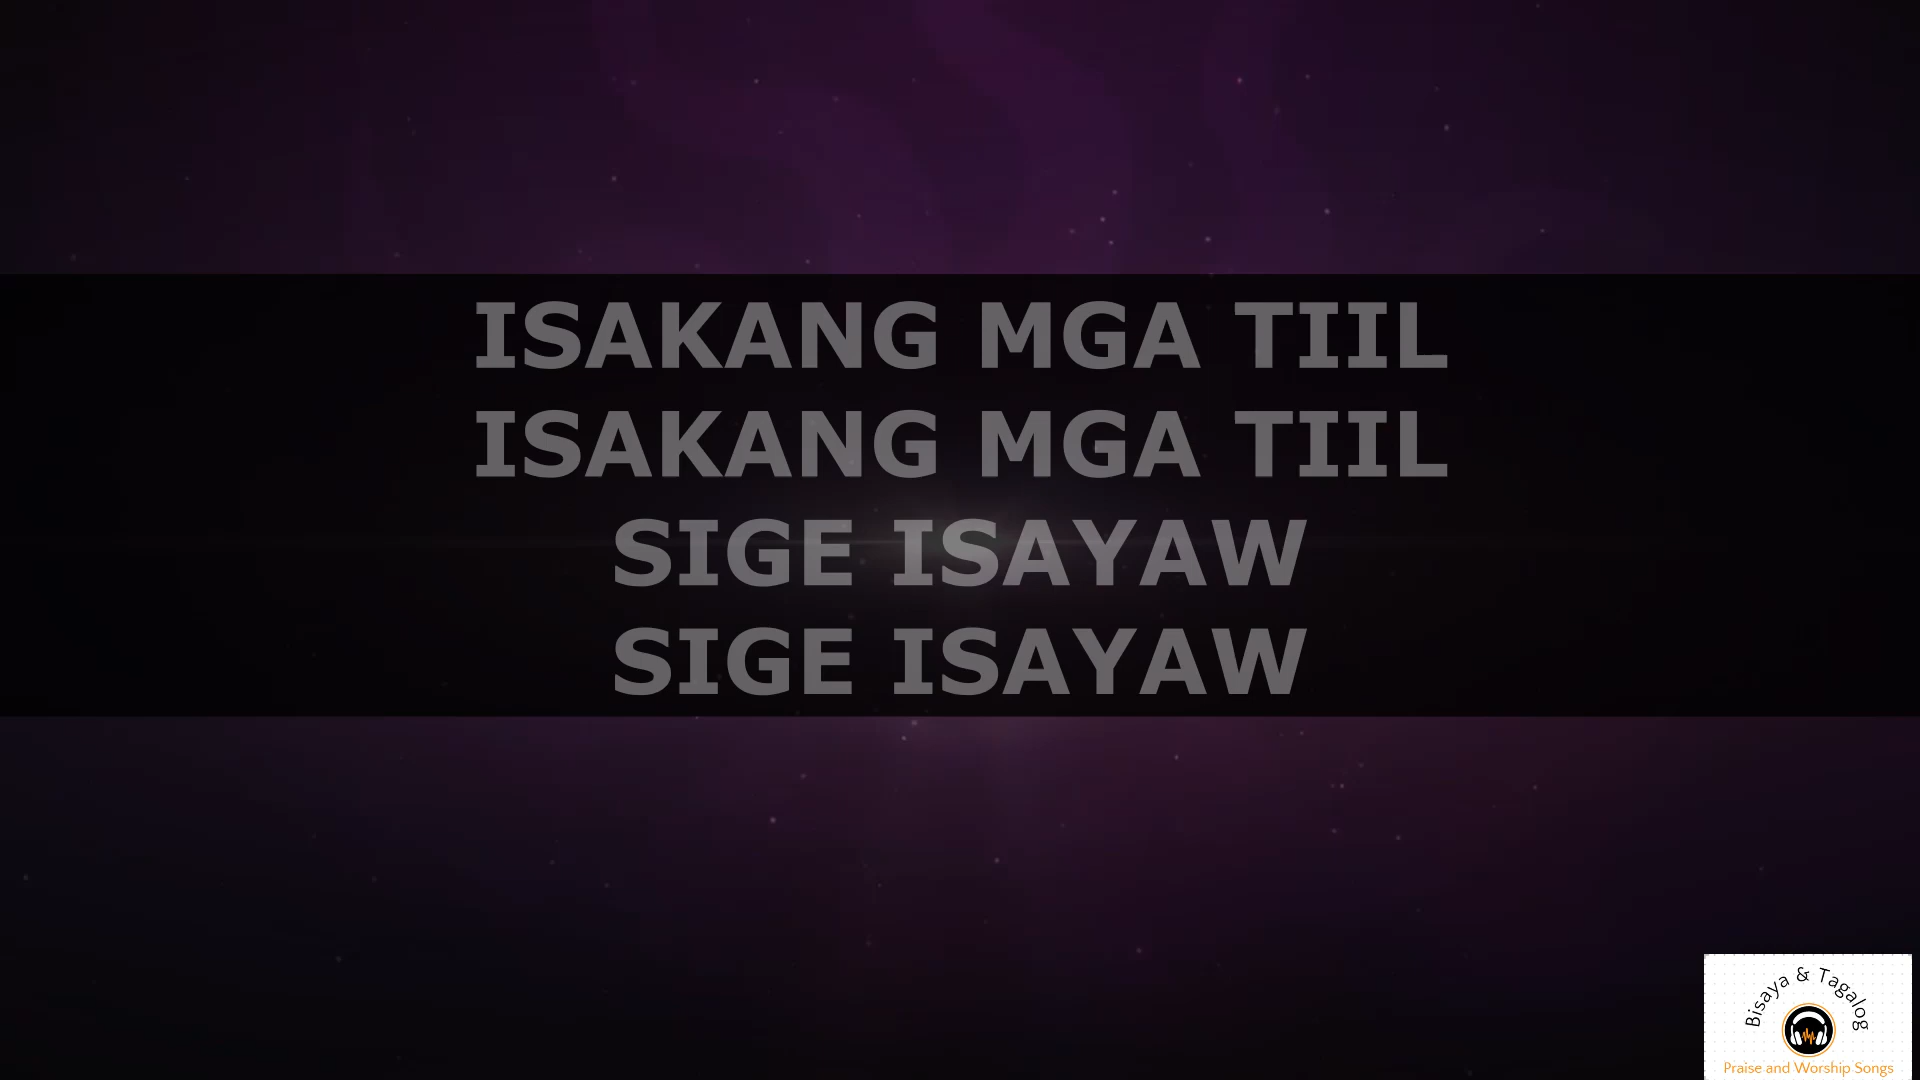 ISAKANG MGA TIIL
ISAKANG MGA TIIL
SIGE ISAYAW
SIGE ISAYAW
Bisaya & Tagalog
Praise and Worship Songs